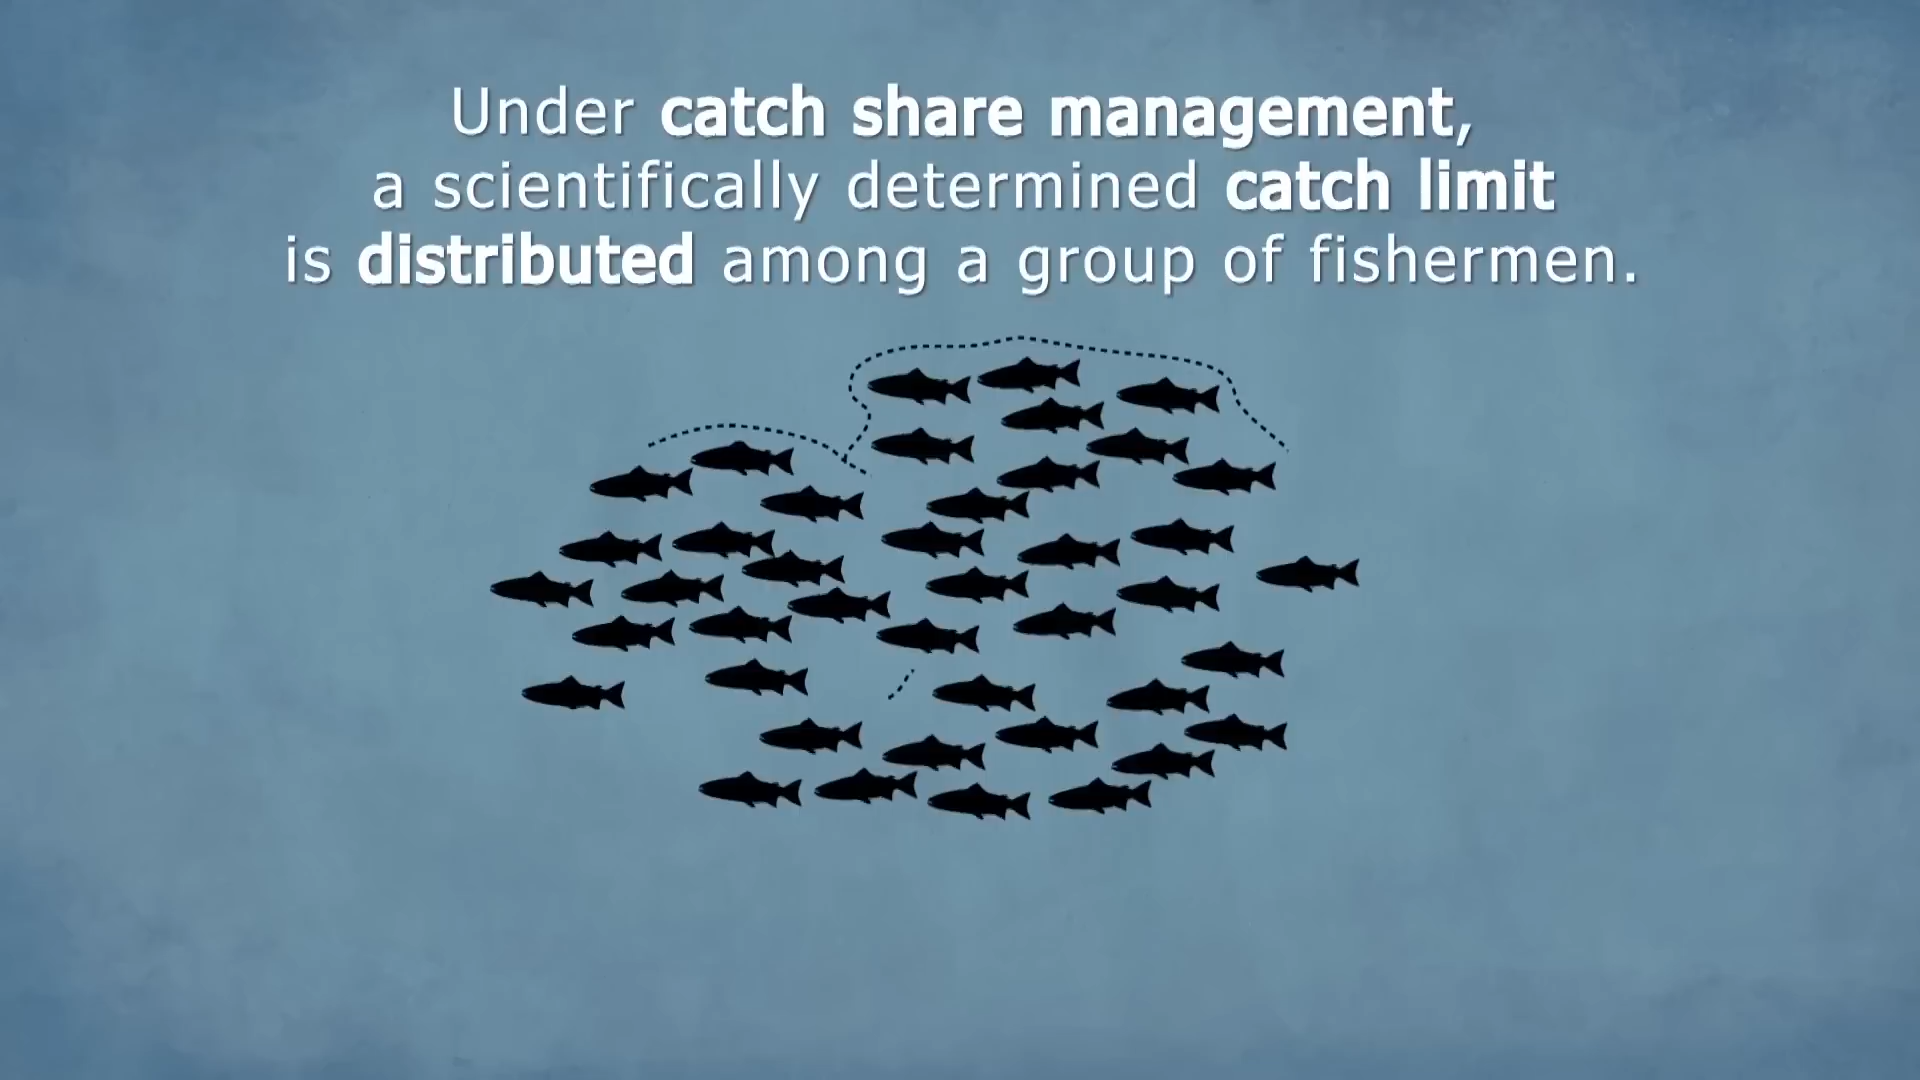 Under catch share management,
a scientifically determined catch limit
is distributed among a group of fishermen.